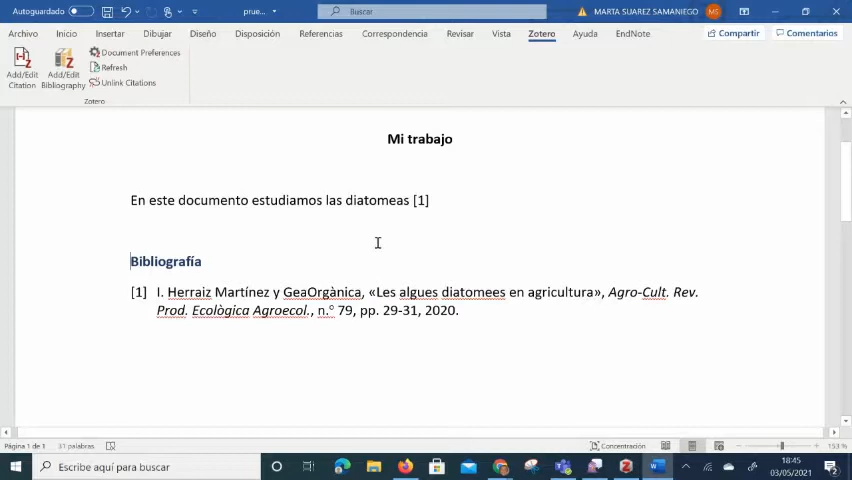 Autoguardado
prue...
Buscar
MARTA SUAREZ SAMANIEGO
MS
Archivo Inicio Insertar Dibujar Diseño Disposición Referencias Correspondencia Revisar Vista Zotero Ayuda EndNote
Compartir Comentarios
Add/Edit Citation
Add/Edit Bibliography
Document Preferences
Refresh
Unlink Citations
Zotero
Mi trabajo
En este documento estudiamos las diatomeas [1]
Bibliografía
[1] I. Herraiz Martínez y GeaOrgànica, «Les algues diatomees en agricultura», Agro-Cult. Rev.
Prod. Ecològica Agroecol., n.º 79, pp. 29-31, 2020.
Página 1 de 1 31 palabras
Concentración
153 %
Escribe aquí para buscar
18:45
03/05/2021
2